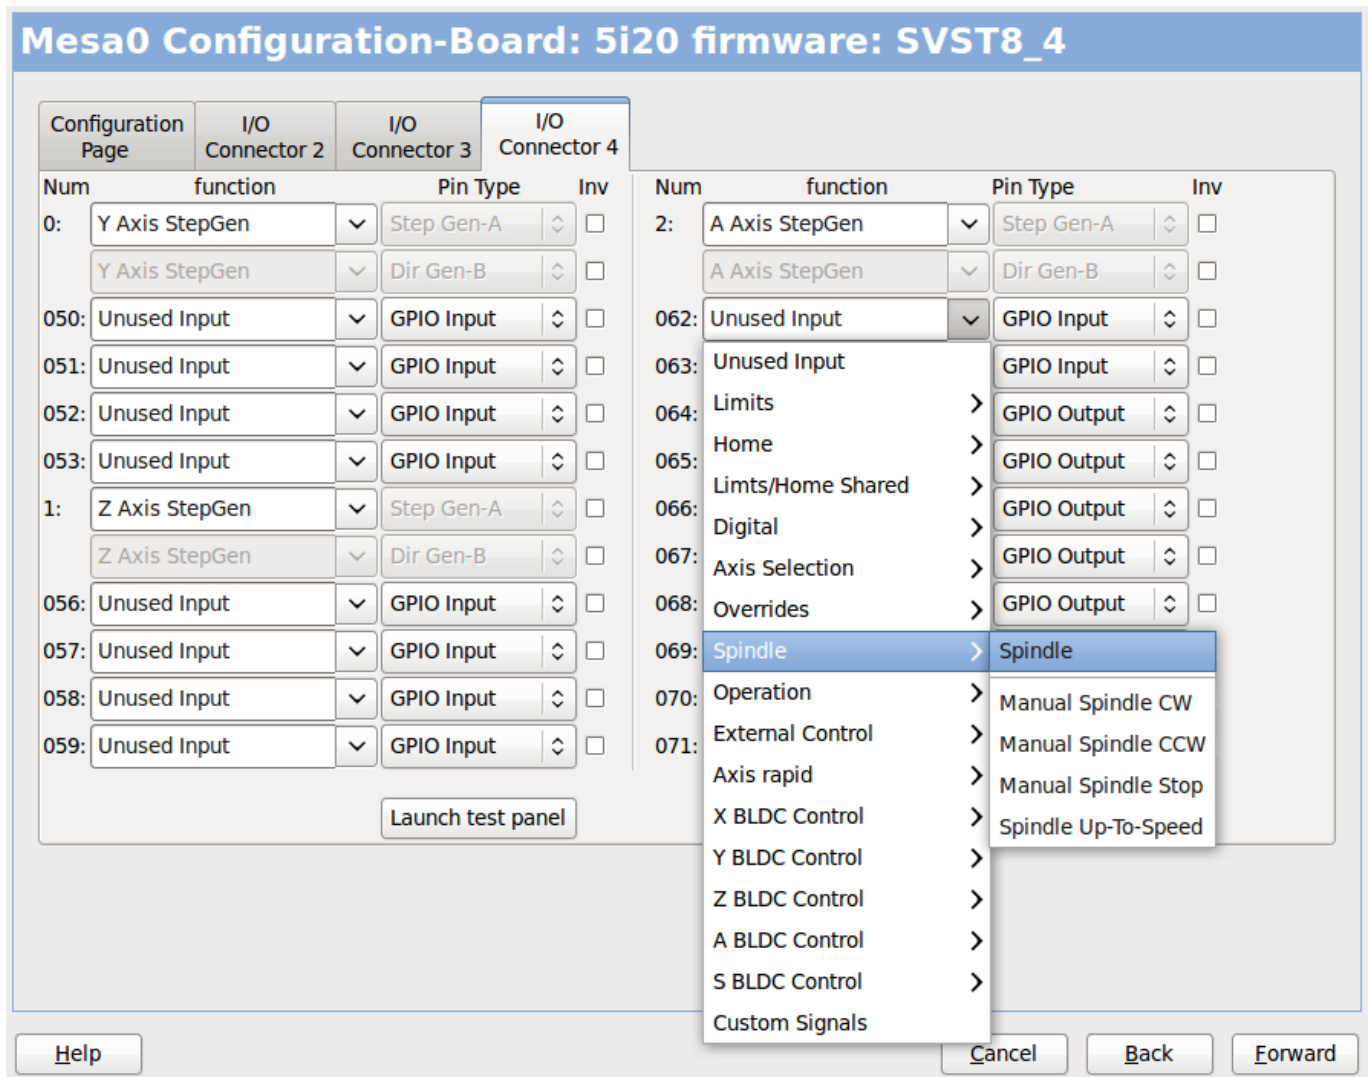 Mesa0 Configuration-Board: 5i20 firmware: SVST8_4
Configuration Page
I/O Connector 2
I/O Connector 3
I/O Connector 4
Num function Pin Type Inv
0: Y Axis StepGen Step Gen-A
Y Axis StepGen Dir Gen-B
050: Unused Input GPIO Input
051: Unused Input GPIO Input
052: Unused Input GPIO Input
053: Unused Input GPIO Input
1: Z Axis StepGen Step Gen-A
Z Axis StepGen Dir Gen-B
056: Unused Input GPIO Input
057: Unused Input GPIO Input
058: Unused Input GPIO Input
059: Unused Input GPIO Input
Launch test panel
Num function Pin Type Inv
2: A Axis StepGen Step Gen-A
A Axis StepGen Dir Gen-B
062: Unused Input GPIO Input
063: GPIO Input
064: GPIO Output
065: GPIO Output
066: GPIO Output
067: GPIO Output
068: GPIO Output
069:
070:
071:
Unused Input
Limits
Home
Limts/Home Shared
Digital
Axis Selection
Overrides
Spindle
Operation
External Control
Axis rapid
X BLDC Control
Y BLDC Control
Z BLDC Control
A BLDC Control
S BLDC Control
Custom Signals
Spindle
Manual Spindle CW
Manual Spindle CCW
Manual Spindle Stop
Spindle Up-To-Speed
Help
Cancel
Back
Forward